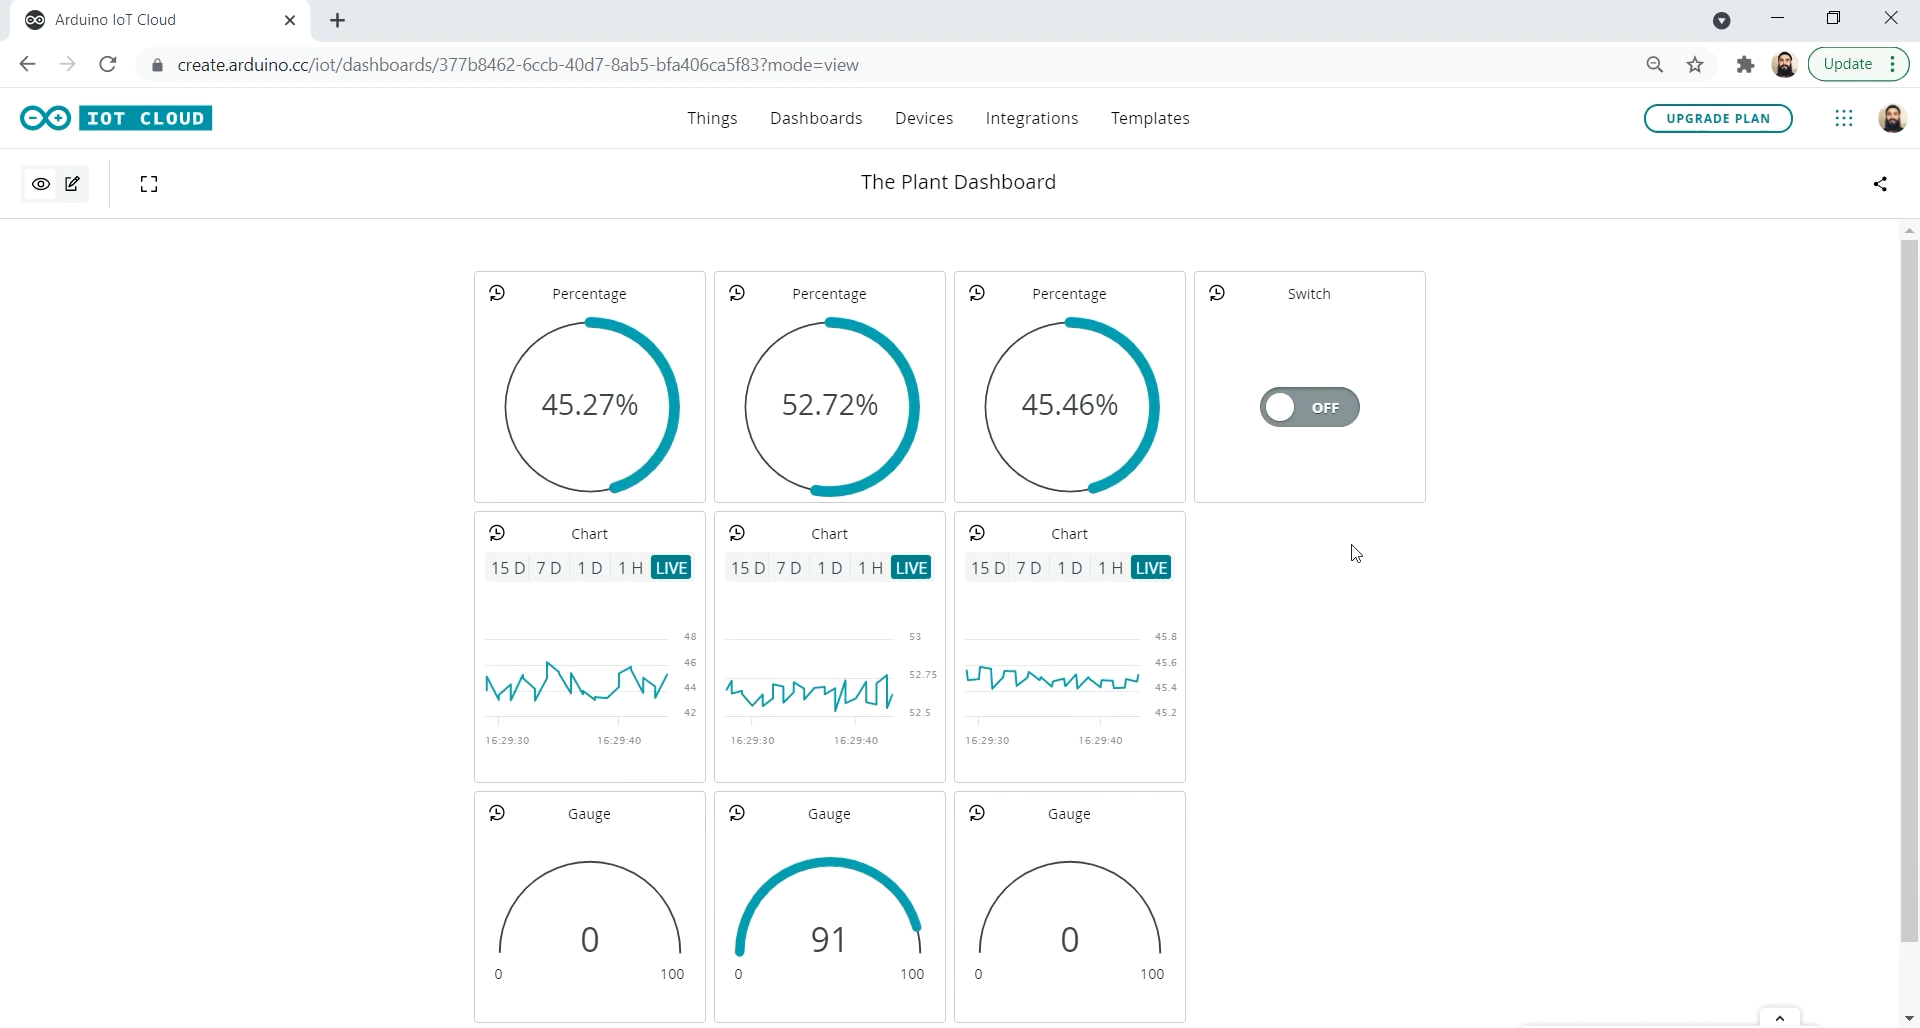 Arduino IoT Cloud
create.arduino.cc/iot/dashboards/377b8462-6ccb-40d7-8ab5-bfa406ca5f83?mode=view
Update
IOT CLOUD
Things Dashboards Devices Integrations Templates
UPGRADE PLAN
The Plant Dashboard
Percentage
45.27%
Percentage
52.72%
Percentage
45.46%
Switch
OFF
Chart
15 D 7 D 1 D 1 H LIVE
48
46
44
42
16:29:30 16:29:40
Chart
15 D 7 D 1 D 1 H LIVE
53
52.75
52.5
16:29:30 16:29:40
Chart
15 D 7 D 1 D 1 H LIVE
45.8
45.6
45.4
45.2
16:29:30 16:29:40
Gauge
0
0 100
Gauge
91
0 100
Gauge
0
0 100